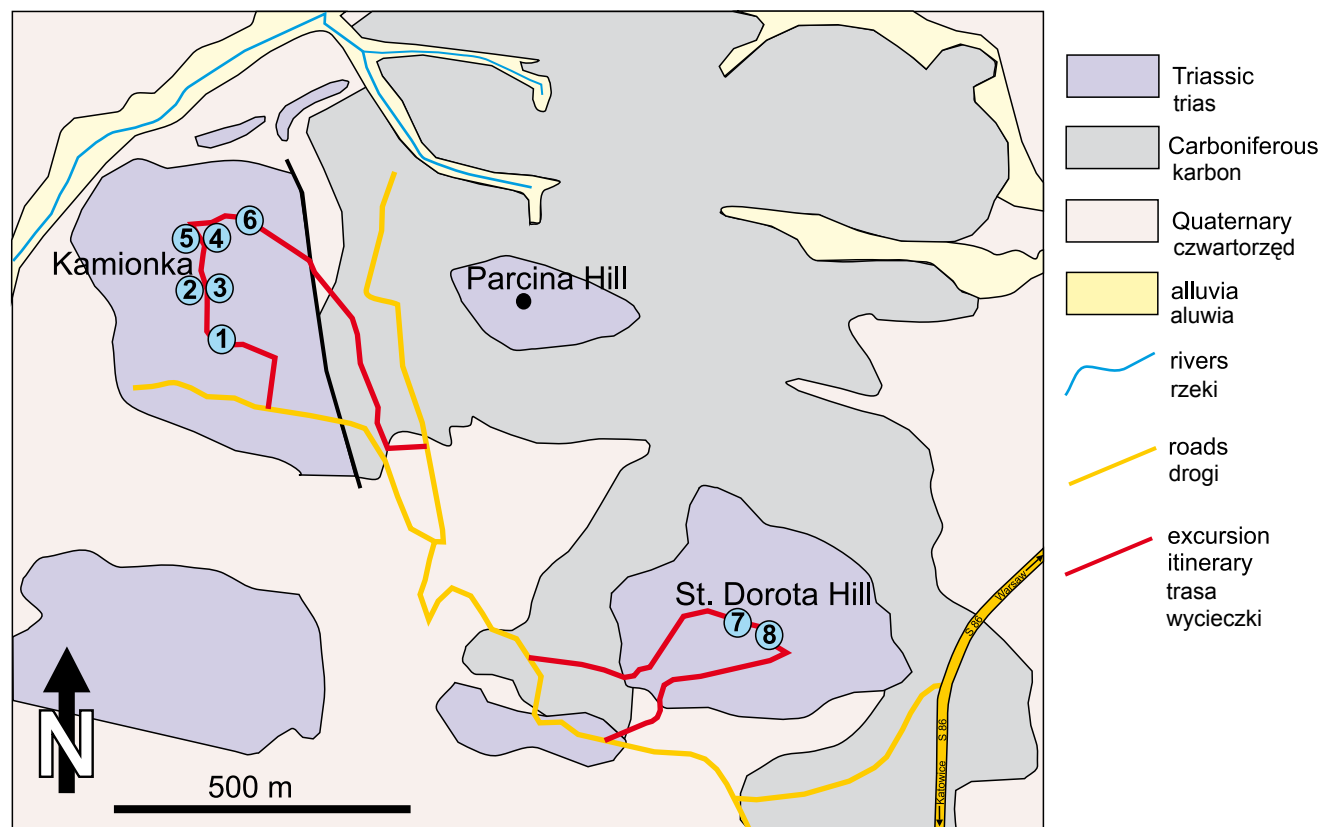 6
5
4
Kamionka
2
3
1
Parcina Hill
St. Dorota Hill
7
8
N
500 m
S 86
Warsaw
S 86
Katowice
Triassic
trias
Carboniferous
karbon
Quaternary
czwartorzęd
alluvia
aluwia
rivers
rzeki
roads
drogi
excursion
itinerary
trasa
wycieczki